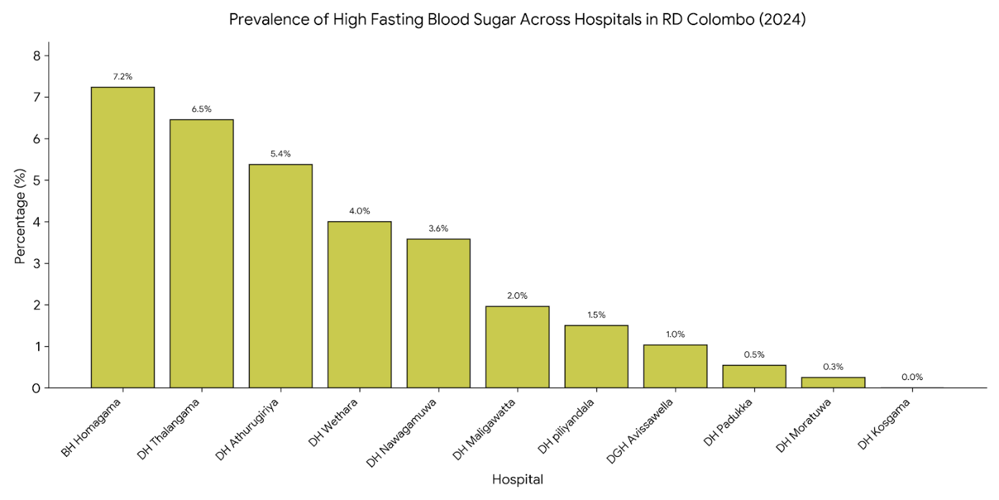 Prevalence of High Fasting Blood Sugar Across Hospitals in RD Colombo (2024)
Percentage (%)
8
7
6
5
4
3
2
1
0
7.2%
6.5%
5.4%
4.0%
3.6%
2.0%
1.5%
1.0%
0.5%
0.3%
0.0%
BH Homagama
DH Thalangama
DH Athurugiriya
DH Wethara
DH Nawagamuwa
DH Maligawatta
DH piliyandala
DGH Avissawella
DH Padukka
DH Moratuwa
DH Kosgama
Hospital